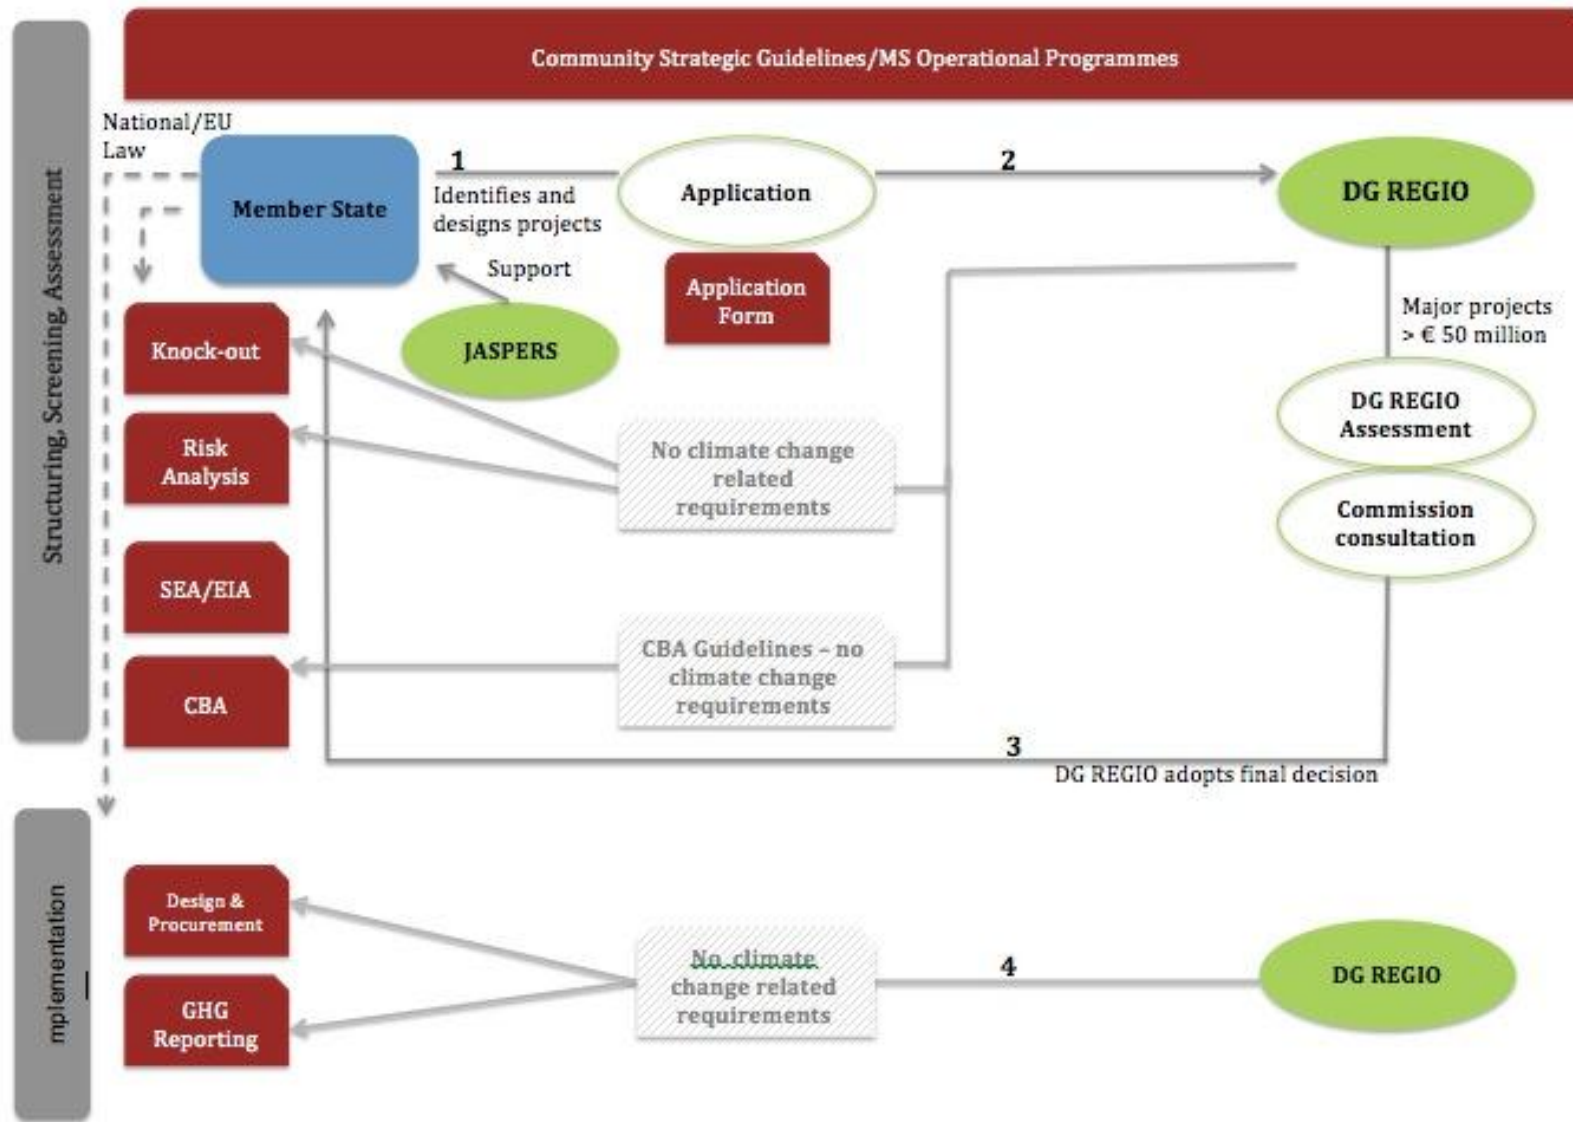 Community Strategic Guidelines/MS Operational Programmes
Structuring, Screening, Assessment
National/EU
Law
Member State
1
Identifies and
designs projects
Application
2
DG REGIO
Support
Application
Form
JASPERS
Major projects
> € 50 million
Knock-out
DG REGIO
Assessment
Risk
Analysis
No climate change
related
requirements
Commission
consultation
SEA/EIA
CBA Guidelines – no
climate change
requirements
CBA
3
DG REGIO adopts final decision
mplementation
Design &
Procurement
No climate
change related
requirements
4
DG REGIO
GHG
Reporting